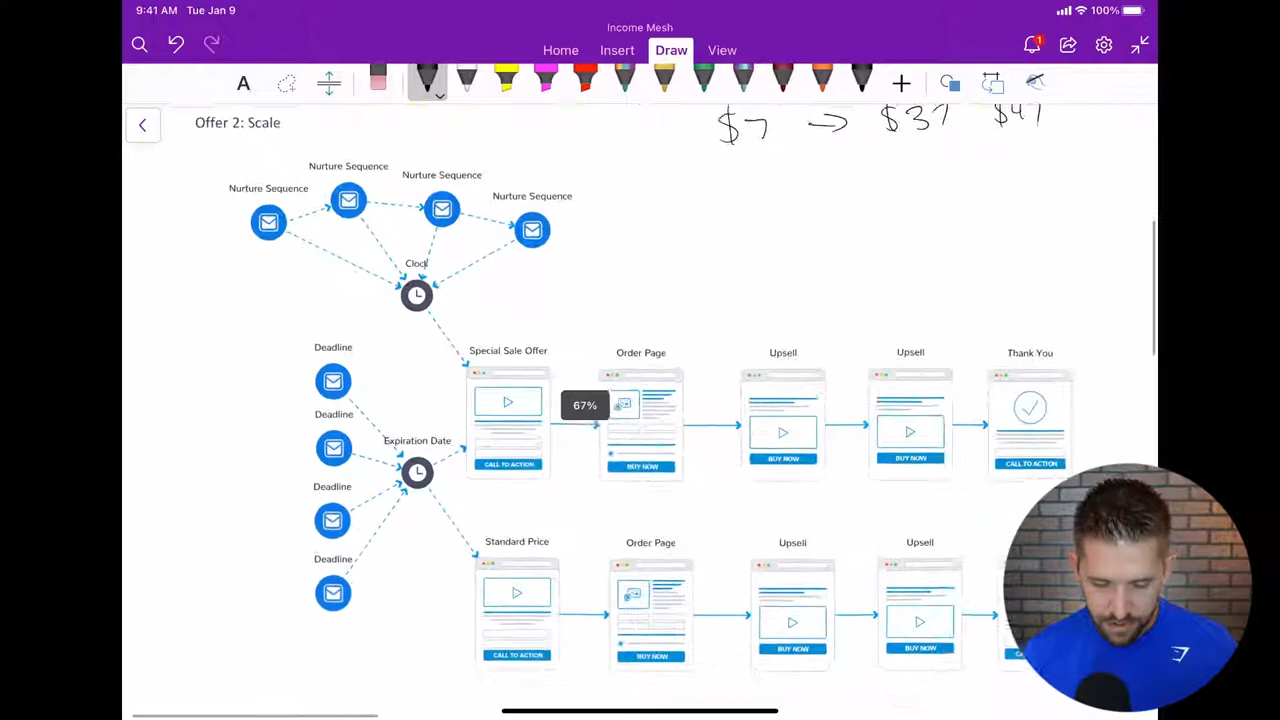 9:41 AM Tue Jan 9
100%
Income Mesh
Home Insert Draw View
1
A
Offer 2: Scale
$7 → $37 $47
Nurture Sequence
Nurture Sequence
Nurture Sequence
Nurture Sequence
Clock
Deadline
Special Sale Offer
Order Page
Upsell
Upsell
Thank You
67%
Deadline
Expiration Date
CALL TO ACTION
BUY NOW
BUY NOW
BUY NOW
CALL TO ACTION
Deadline
Standard Price
Order Page
Upsell
Upsell
Deadline
CALL TO ACTION
BUY NOW
BUY NOW
BUY NOW